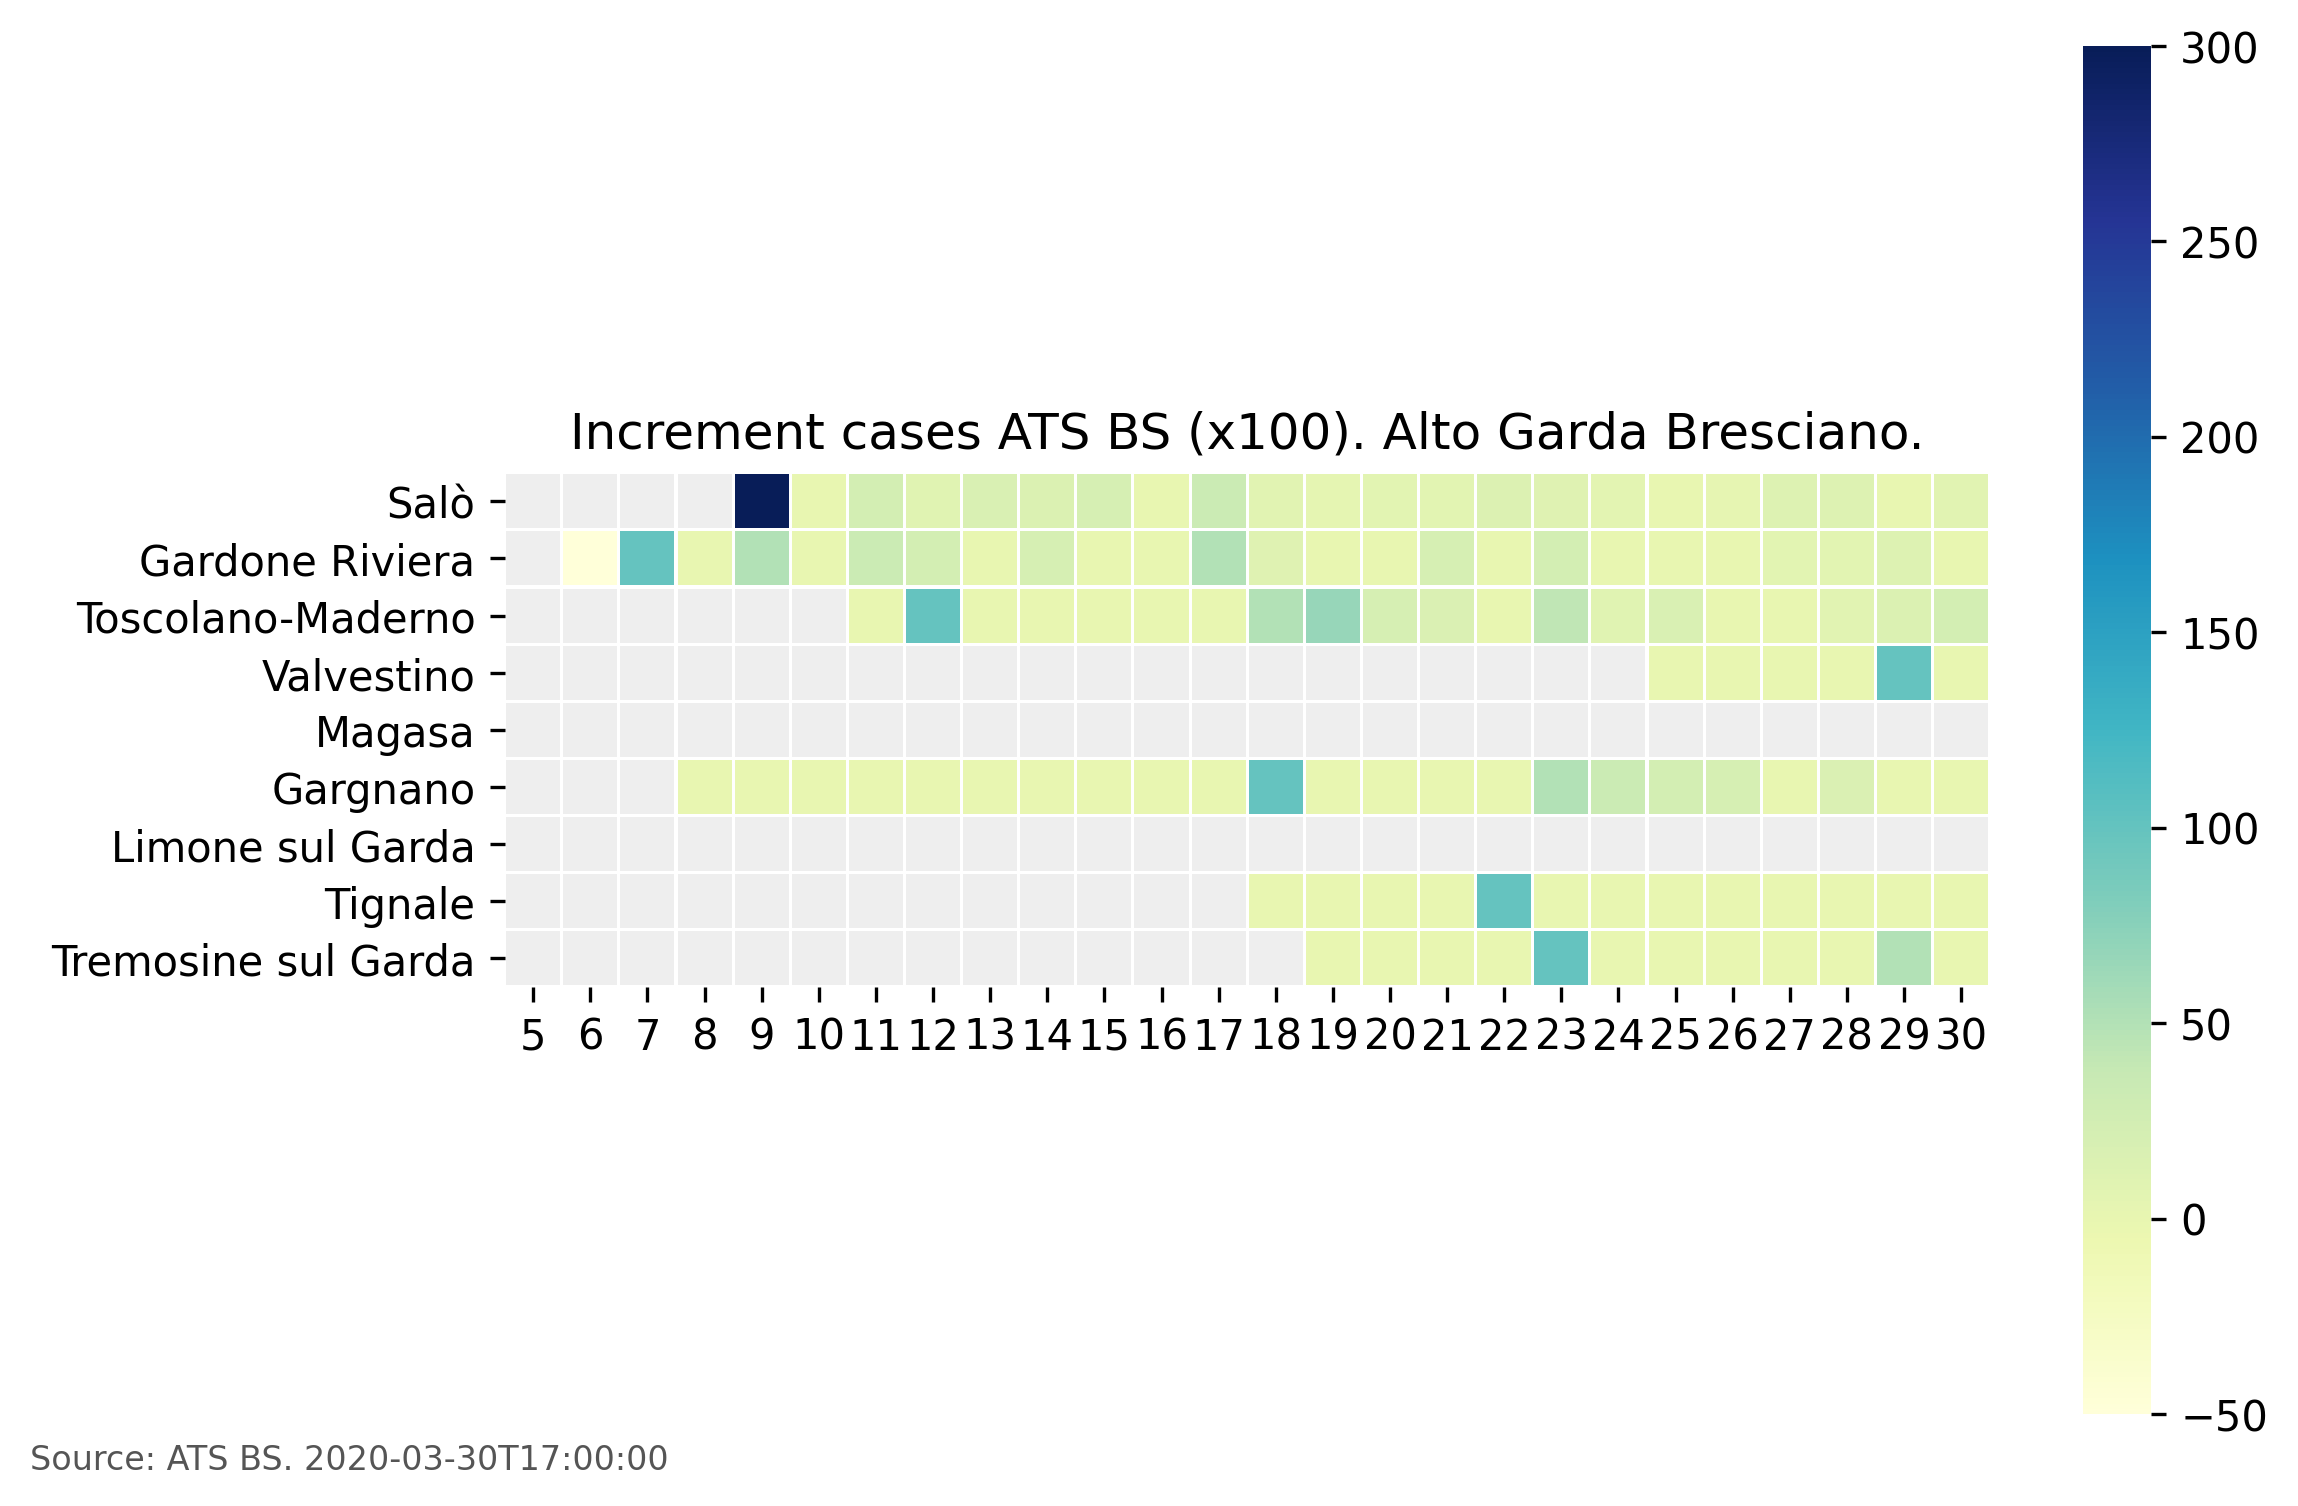 Increment cases ATS BS (x100). Alto Garda Bresciano.
Salò
Gardone Riviera
Toscolano-Maderno
Valvestino
Magasa
Gargnano
Limone sul Garda
Tignale
Tremosine sul Garda
5 6 7 8 9 10 11 12 13 14 15 16 17 18 19 20 21 22 23 24 25 26 27 28 29 30
300
250
200
150
100
50
0
−50
Source: ATS BS. 2020-03-30T17:00:00